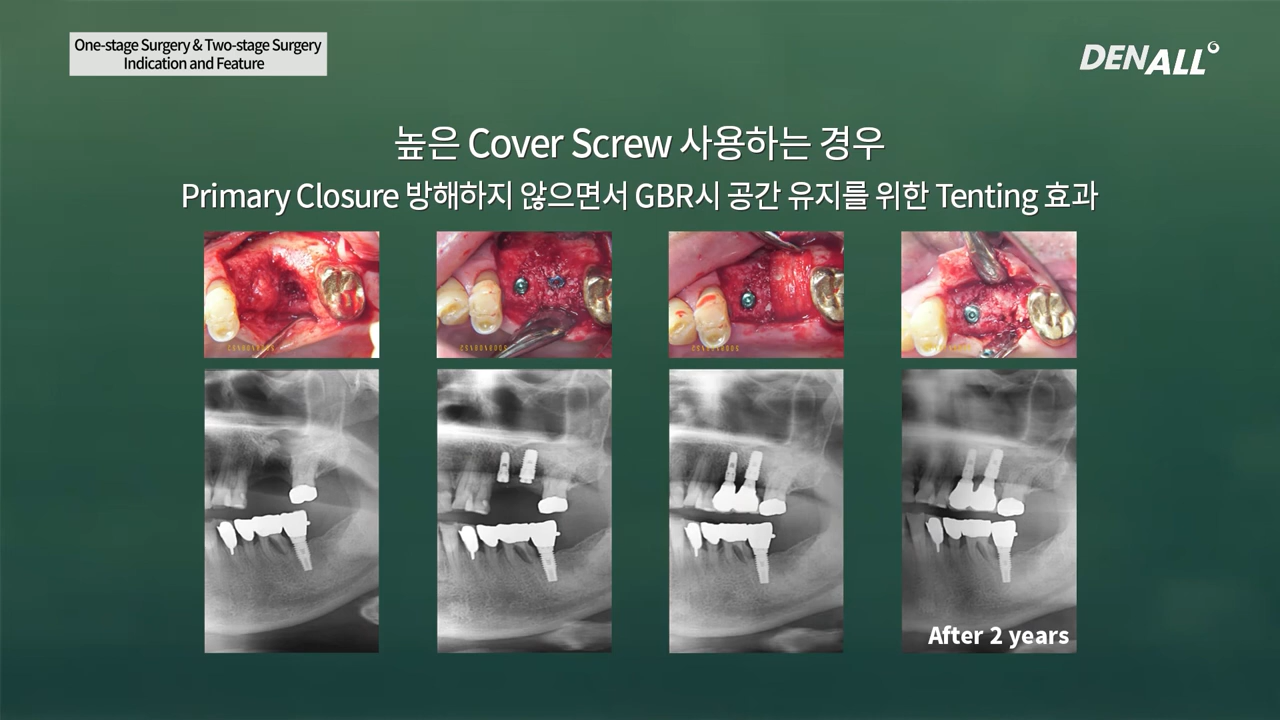 One-stage Surgery & Two-stage Surgery
Indication and Feature
DENALL
높은 Cover Screw 사용하는 경우
Primary Closure 방해하지 않으면서 GBR시 공간 유지를 위한 Tenting 효과
After 2 years